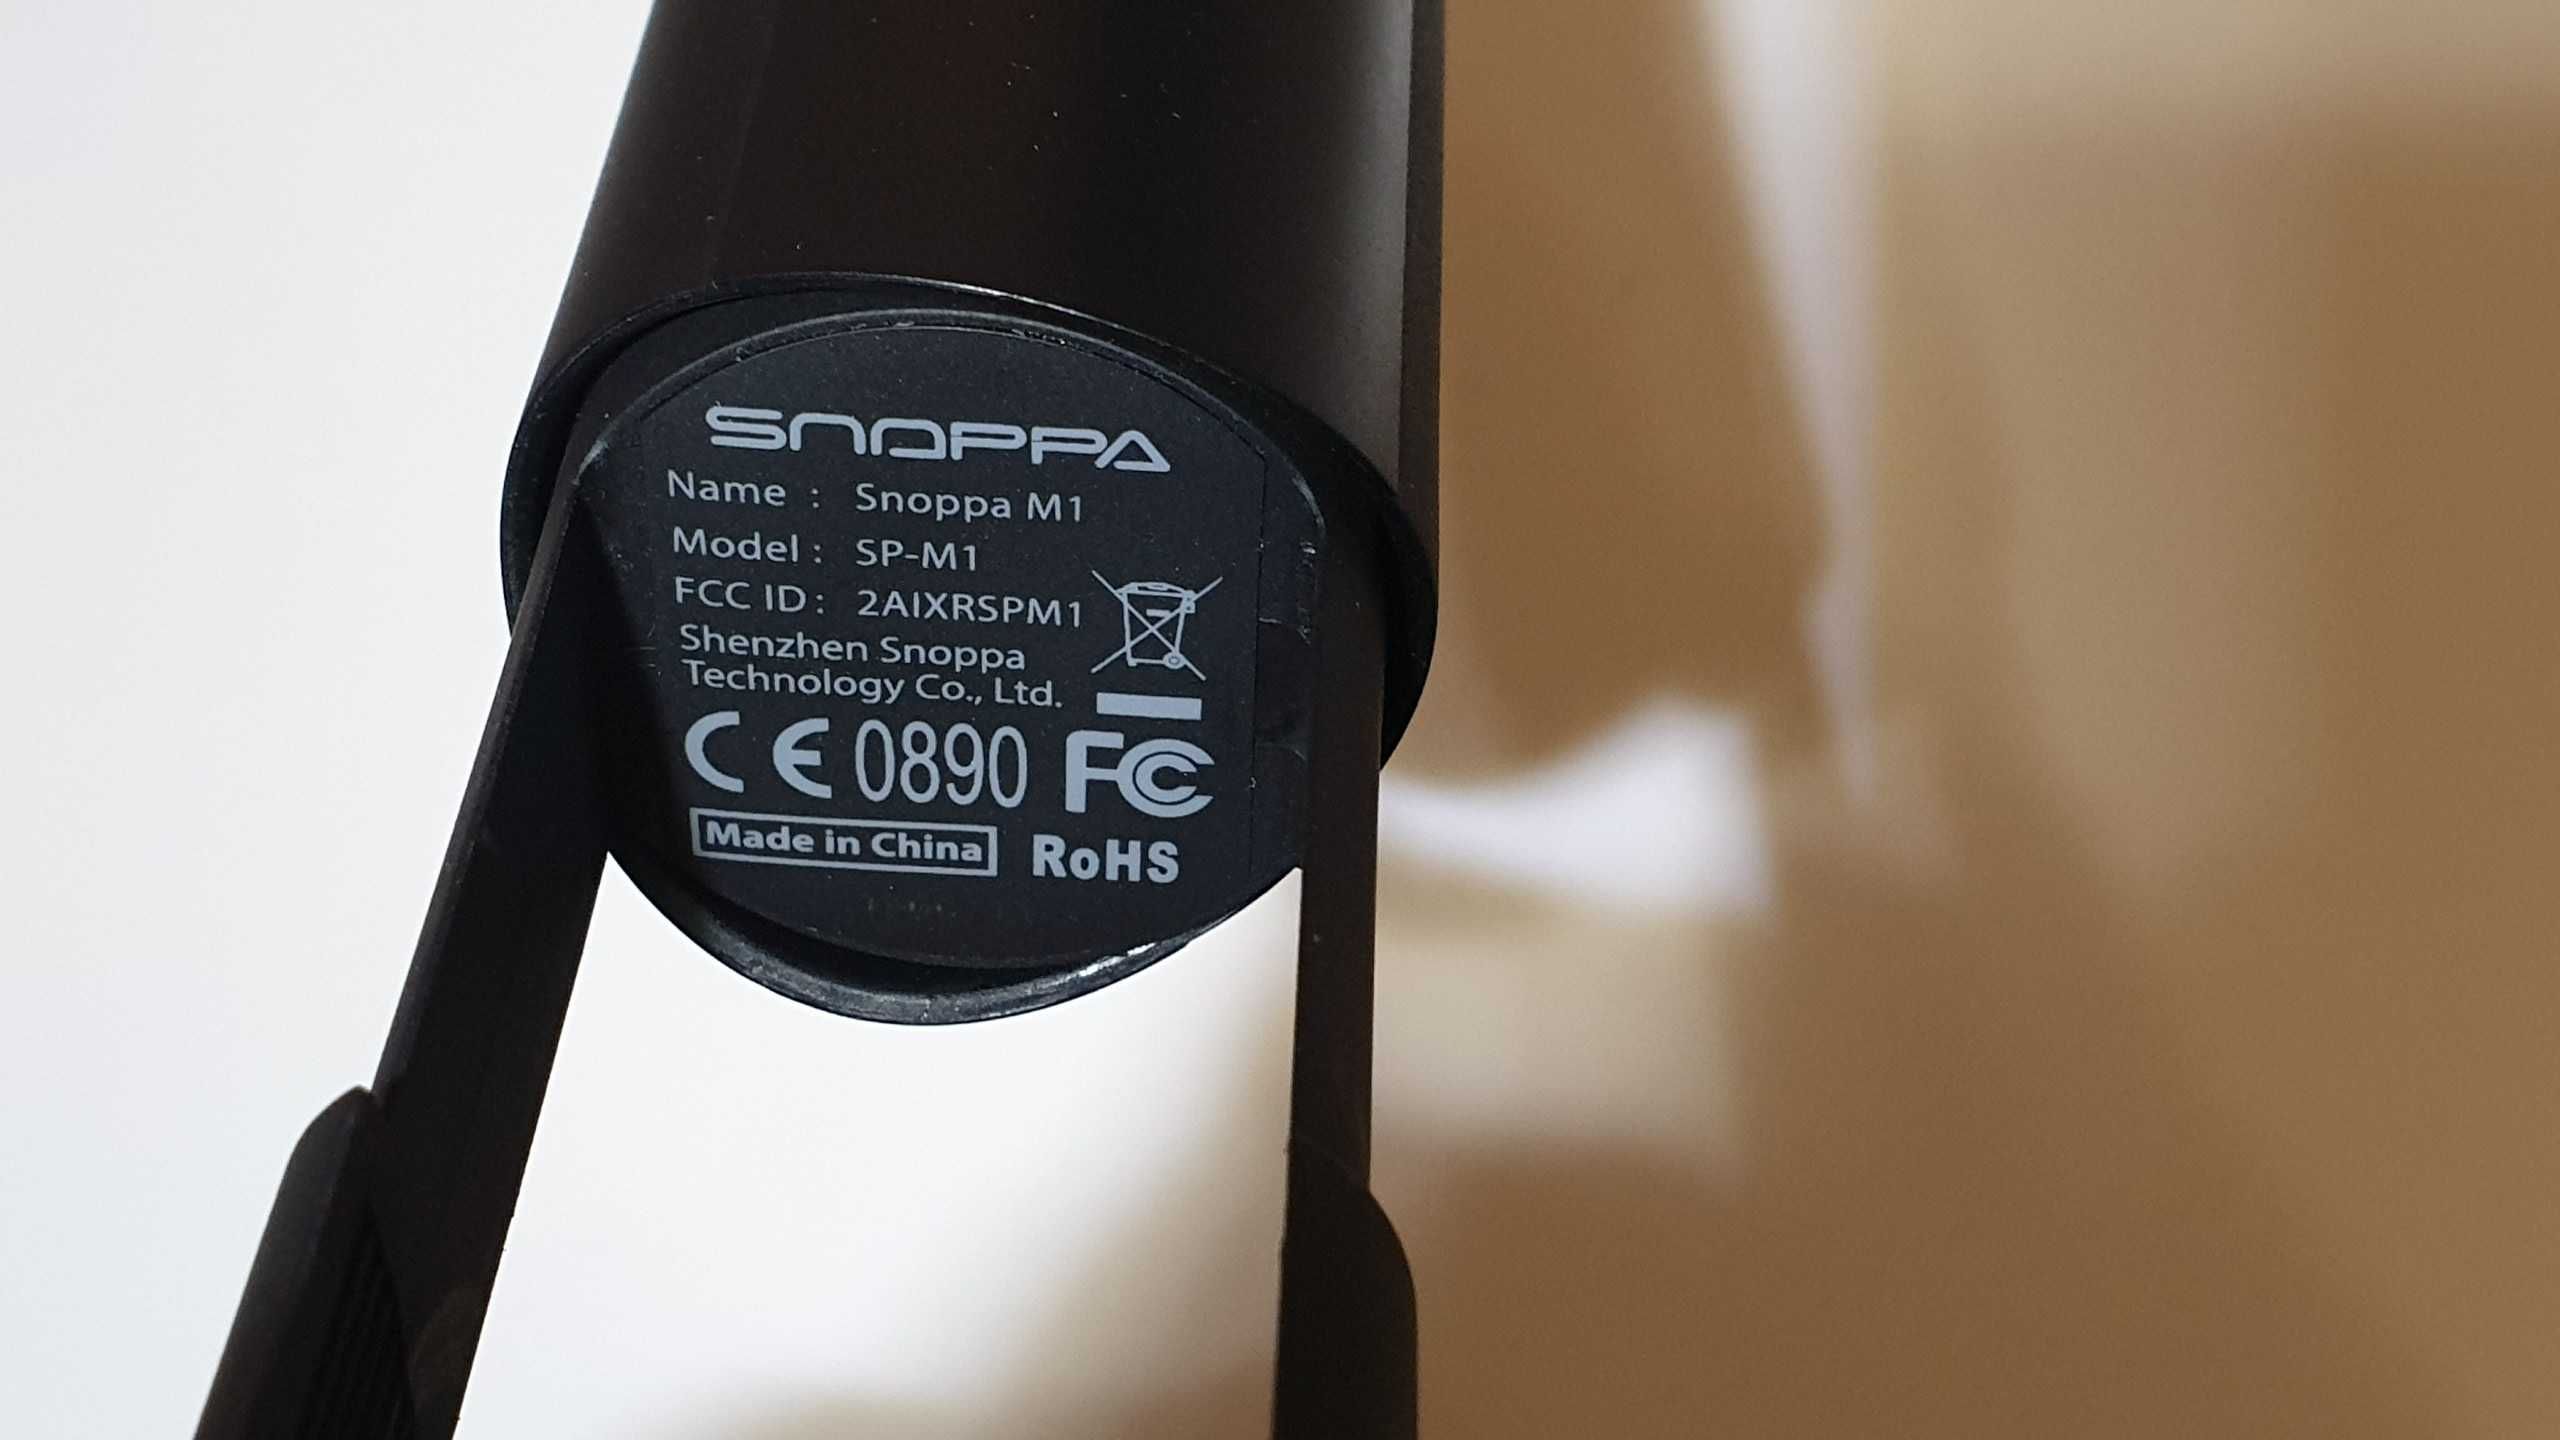 SNOPPA
Name : Snoppa M1
Model : SP-M1
FCC ID : 2AIXRSPM1
Shenzhen Snoppa
Technology Co., Ltd.
CE 0890 FC
Made in China RoHS